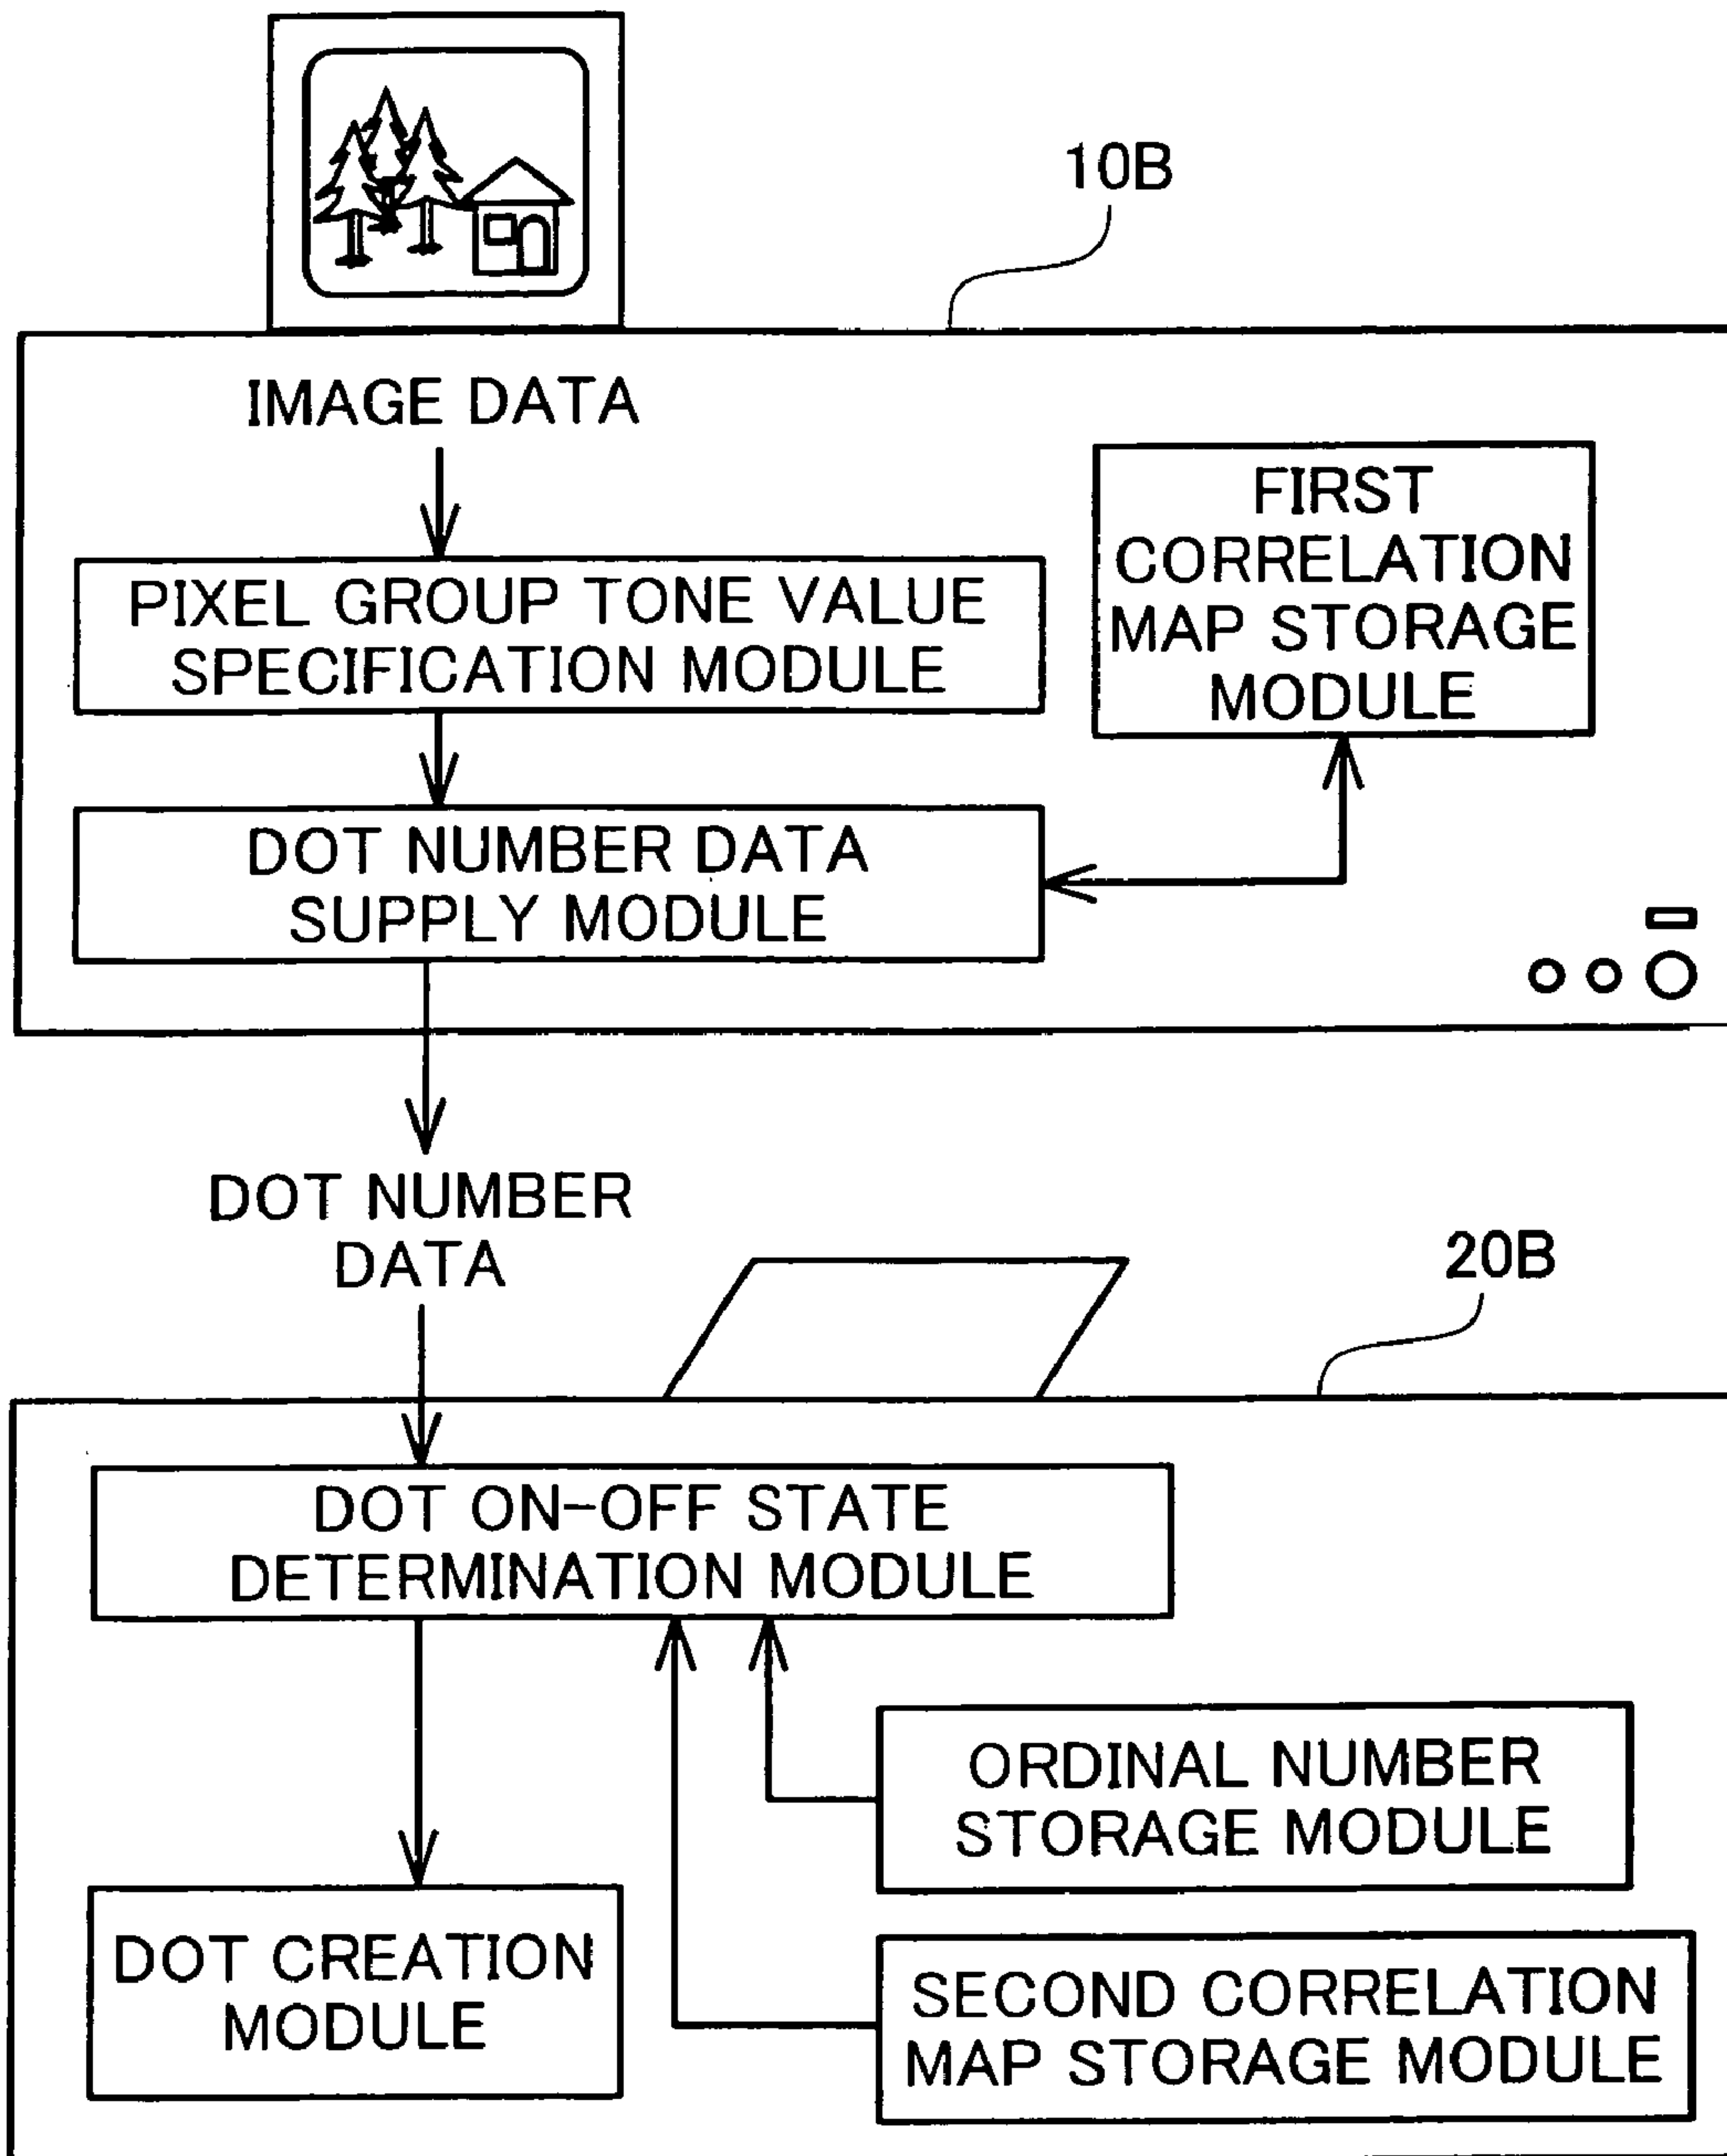 10B
IMAGE DATA
PIXEL GROUP TONE VALUE
SPECIFICATION MODULE
FIRST
CORRELATION
MAP STORAGE
MODULE
DOT NUMBER DATA
SUPPLY MODULE
DOT NUMBER
DATA
20B
DOT ON-OFF STATE
DETERMINATION MODULE
ORDINAL NUMBER
STORAGE MODULE
DOT CREATION
MODULE
SECOND CORRELATION
MAP STORAGE MODULE